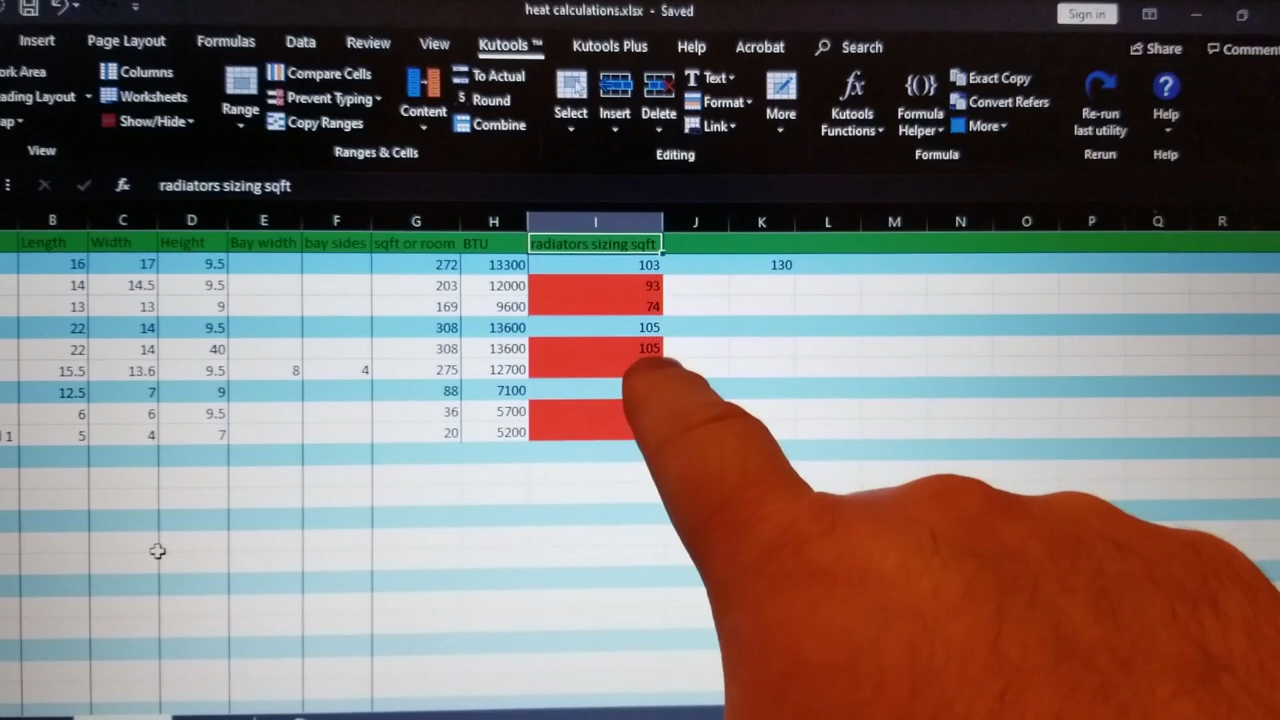 heat calculations.xlsx - Saved
Sign in
Insert Page Layout Formulas Data Review View Kutools ™ Kutools Plus Help Acrobat Search
Share
Columns
Worksheets
Show/Hide
View
Range
Compare Cells
Prevent Typing
Copy Ranges
Ranges & Cells
Content
To Actual
Round
Combine
Select
Insert
Delete
Text
Format
Link
More
Editing
Kutools
Functions
Formula
Helper
Exact Copy
Convert Refers
More
Formula
Re-run
last utility
Rerun
Help
Help
fx radiators sizing sqft
B C D E F G H I J K L M N O P Q R
Length Width Height Bay width bay sides sqft or room BTU radiators sizing sqft
16 17 9.5 272 13300 103 130
14 14.5 9.5 203 12000 93
13 13 9 169 9600 74
22 14 9.5 308 13600 105
22 14 40 308 13600 105
15.5 13.6 9.5 8 4 275 12700
12.5 7 9 88 7100
6 6 9.5 36 5700
1 5 4 7 20 5200